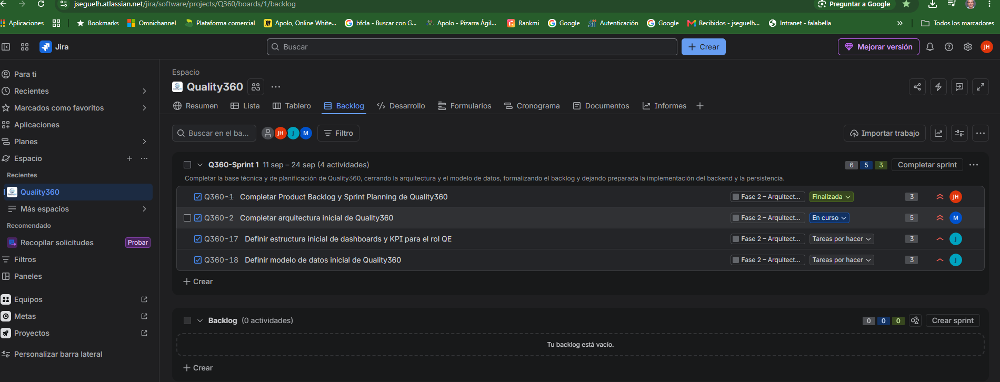 jseguelh.atlassian.net/jira/software/projects/Q360/boards/1/backlog
Preguntar a Google
Aplicaciones
Bookmarks
Omnichannel
Plataforma comercial
Apolo, Online White...
bfcla - Buscar con G...
Apolo - Pizarra Ágil...
Rankmi
Google
Autenticación
Google
Recibidos - jseguelh...
Intranet - falabella
»
Todos los marcadores
Jira
Buscar
+ Crear
Mejorar versión
JH
Para ti
Recientes
Marcados como favoritos
Aplicaciones
Planes
Espacio
Recientes
Quality360
Más espacios
Recomendado
Recopilar solicitudes
Probar
Filtros
Paneles
Equipos
Metas
Proyectos
Personalizar barra lateral
Espacio
Quality360
Resumen
Lista
Tablero
Backlog
Desarrollo
Formularios
Cronograma
Documentos
Informes
Buscar en el ba...
JH
J
M
Filtro
Importar trabajo
Q360-Sprint 1 11 sep – 24 sep (4 actividades)
6 5 3
Completar sprint
Completar la base técnica y de planificación de Quality360, cerrando la arquitectura y el modelo de datos, formalizando el backlog y dejando preparada la implementación del backend y la persistencia.
Q360-1 Completar Product Backlog y Sprint Planning de Quality360 Fase 2 – Arquitect... Finalizada 3 JH
Q360-2 Completar arquitectura inicial de Quality360 Fase 2 – Arquitect... En curso 5 M
Q360-17 Definir estructura inicial de dashboards y KPI para el rol QE Fase 2 – Arquitect... Tareas por hacer 3 J
Q360-18 Definir modelo de datos inicial de Quality360 Fase 2 – Arquitect... Tareas por hacer 3 J
+ Crear
Backlog (0 actividades)
0 0 0
Crear sprint
Tu backlog está vacío.
+ Crear